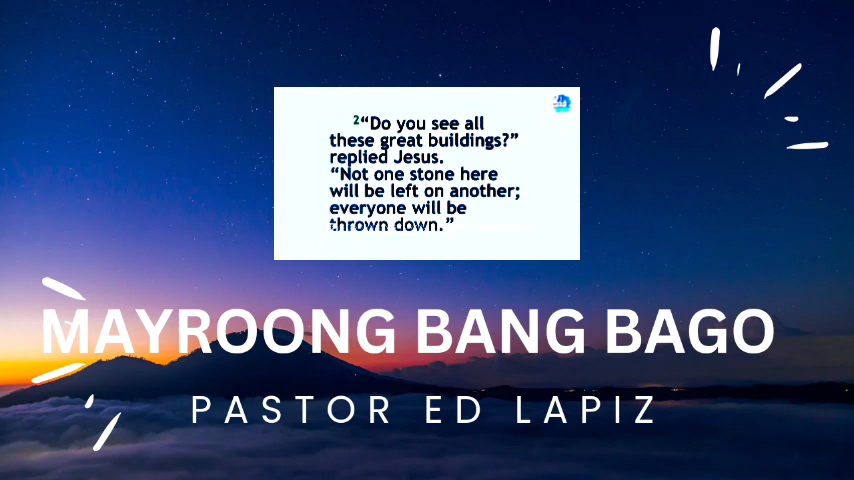 2“Do you see all
these great buildings?”
replied Jesus.
“Not one stone here
will be left on another;
everyone will be
thrown down.”
MAYROONG BANG BAGO
PASTOR ED LAPIZ